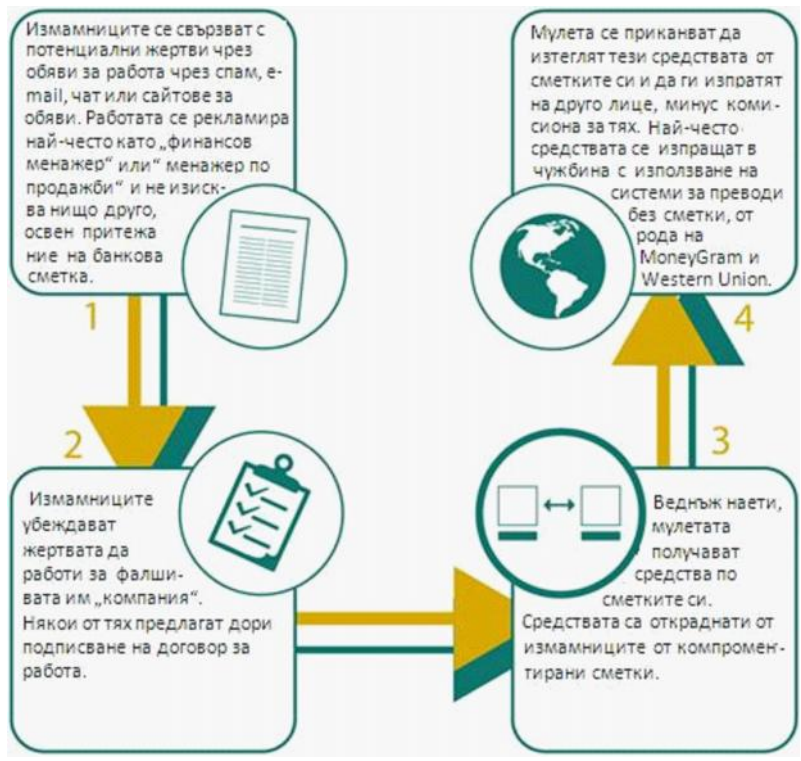 Измамниците се свързват с
потенциални жертви чрез
обяви за работа чрез спам, e-
mail, чат или сайтове за
обяви. Работата се рекламира
най-често като „финансов
менажер“ или“ менажер по
продажби“ и не изиск-
ва нищо друго,
освен притежа
ние на банкова
сметка.
1
2
Измамниците
убеждават
жертвата да
работи за фалши-
вата им „компания“.
Някои от тях предлагат дори
подписване на договор за
работа.
3
Веднъж наети,
мулетата
получават
средства по
сметките си.
Средствата са откраднати от
измамниците от компромен-
тирани сметки.
4
Мулета се приканват да
изтеглят тези средствата от
сметките си и да ги изпратят
на друго лице, минус коми-
сиона за тях. Най-често
средствата се изпращат в
чужбина с използване на
системи за преводи
без сметки, от
рода на
MoneyGram и
Western Union.